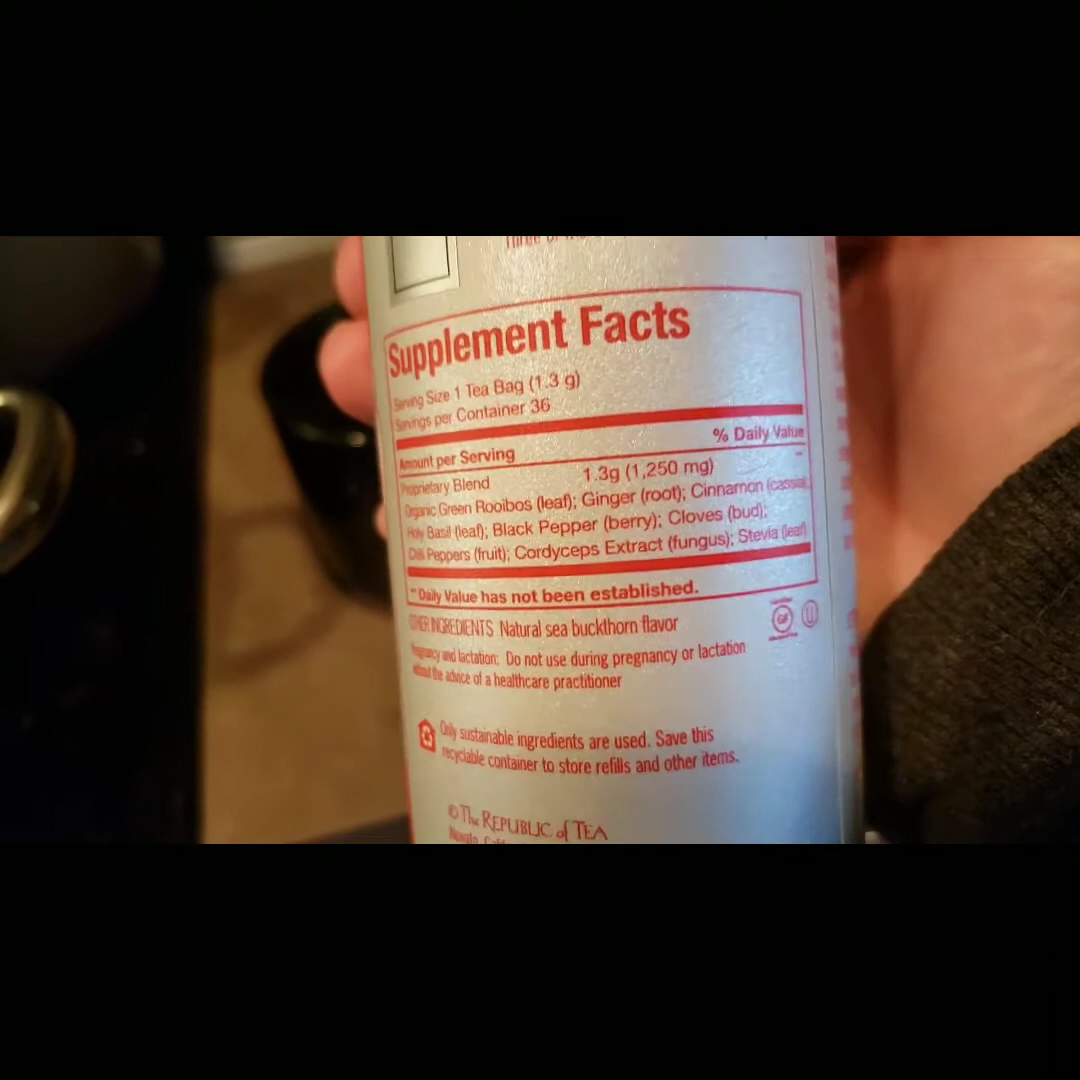 Supplement Facts
Serving Size 1 Tea Bag (1.3 g)
Servings per Container 36
% Daily Value
Amount per Serving
Proprietary Blend 1.3g (1,250 mg) **
Organic Green Rooibos (leaf); Ginger (root); Cinnamon (cassia);
Holy Basil (leaf); Black Pepper (berry); Cloves (bud);
Chili Peppers (fruit); Cordyceps Extract (fungus); Stevia (leaf)
** Daily Value has not been established.
OTHER INGREDIENTS Natural sea buckthorn flavor
GF U
Pregnancy and lactation: Do not use during pregnancy or lactation
without the advice of a healthcare practitioner
Only sustainable ingredients are used. Save this
recyclable container to store refills and other items.
© The REPUBLIC of TEA